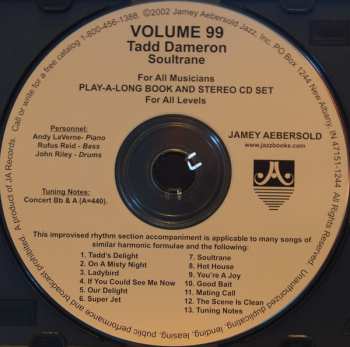 Write or call for a free catalog 1-800-456-1388. ©2002 Jamey Aebersold Jazz, Inc. PO Box 1244 New Albany, IN 47151-1244
All Rights Reserved. Unauthorized duplicating, lending, leasing, public performance and broadcast prohibited. A product of JA Records.
VOLUME 99
Tadd Dameron
Soultrane
For All Musicians
PLAY-A-LONG BOOK AND STEREO CD SET
For All Levels
Personnel:
Andy LaVerne- Piano
Rufus Reid - Bass
John Riley - Drums
Tuning Notes:
Concert Bb & A (A=440).
JAMEY AEBERSOLD
www.jazzbooks.com
JA
This improvised rhythm section accompaniment is applicable to many songs of
similar harmonic formulae and the following:
1. Tadd's Delight
2. On A Misty Night
3. Ladybird
4. If You Could See Me Now
5. Our Delight
6. Super Jet
7. Soultrane
8. Hot House
9. You're A Joy
10. Good Bait
11. Mating Call
12. The Scene Is Clean
13. Tuning Notes